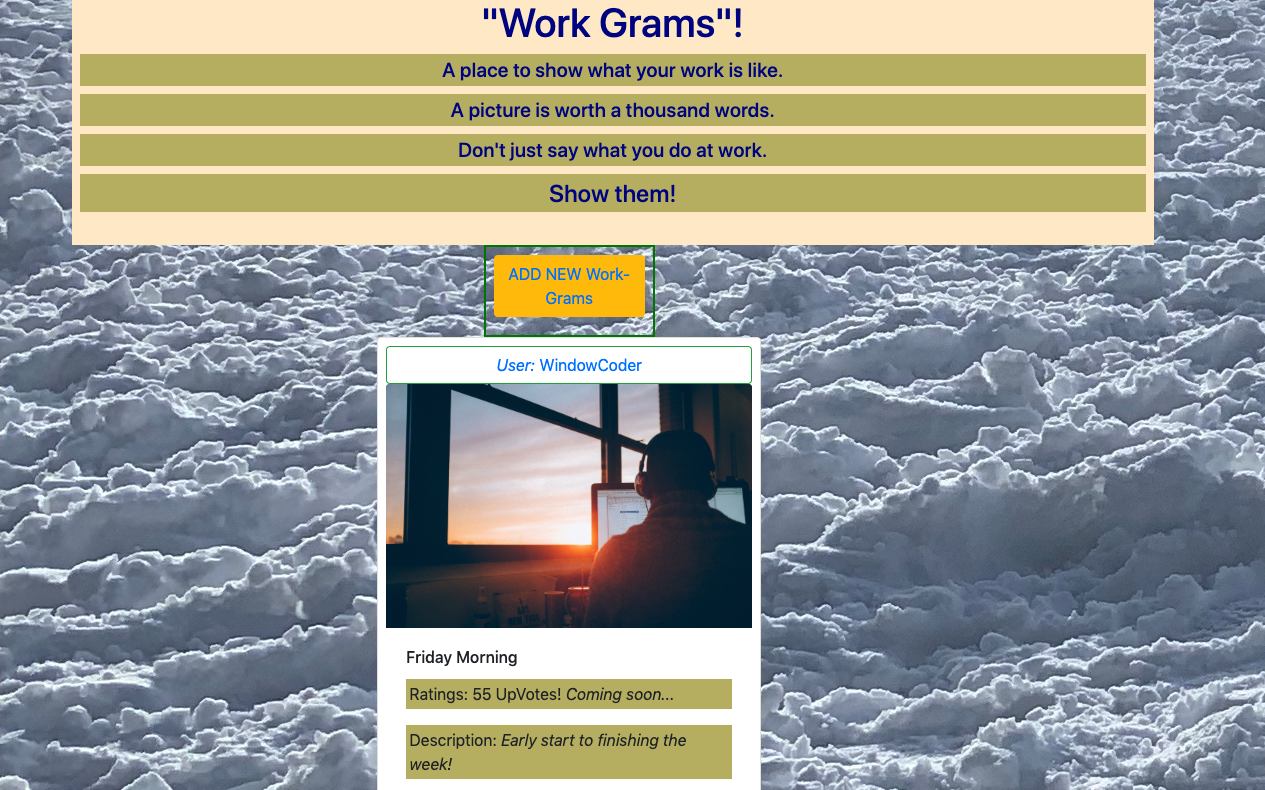 "Work Grams"!
A place to show what your work is like.
A picture is worth a thousand words.
Don't just say what you do at work.
Show them!
ADD NEW Work-
Grams
User: WindowCoder
Friday Morning
Ratings: 55 UpVotes! Coming soon...
Description: Early start to finishing the
week!